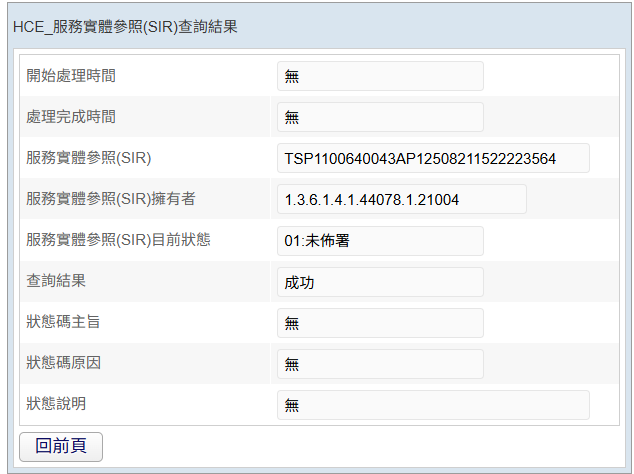 HCE_服務實體參照(SIR)查詢結果
開始處理時間 無
處理完成時間 無
服務實體參照(SIR) TSP1100640043AP12508211522223564
服務實體參照(SIR)擁有者 1.3.6.1.4.1.44078.1.21004
服務實體參照(SIR)目前狀態 01:未佈署
查詢結果 成功
狀態碼主旨 無
狀態碼原因 無
狀態說明 無
回前頁